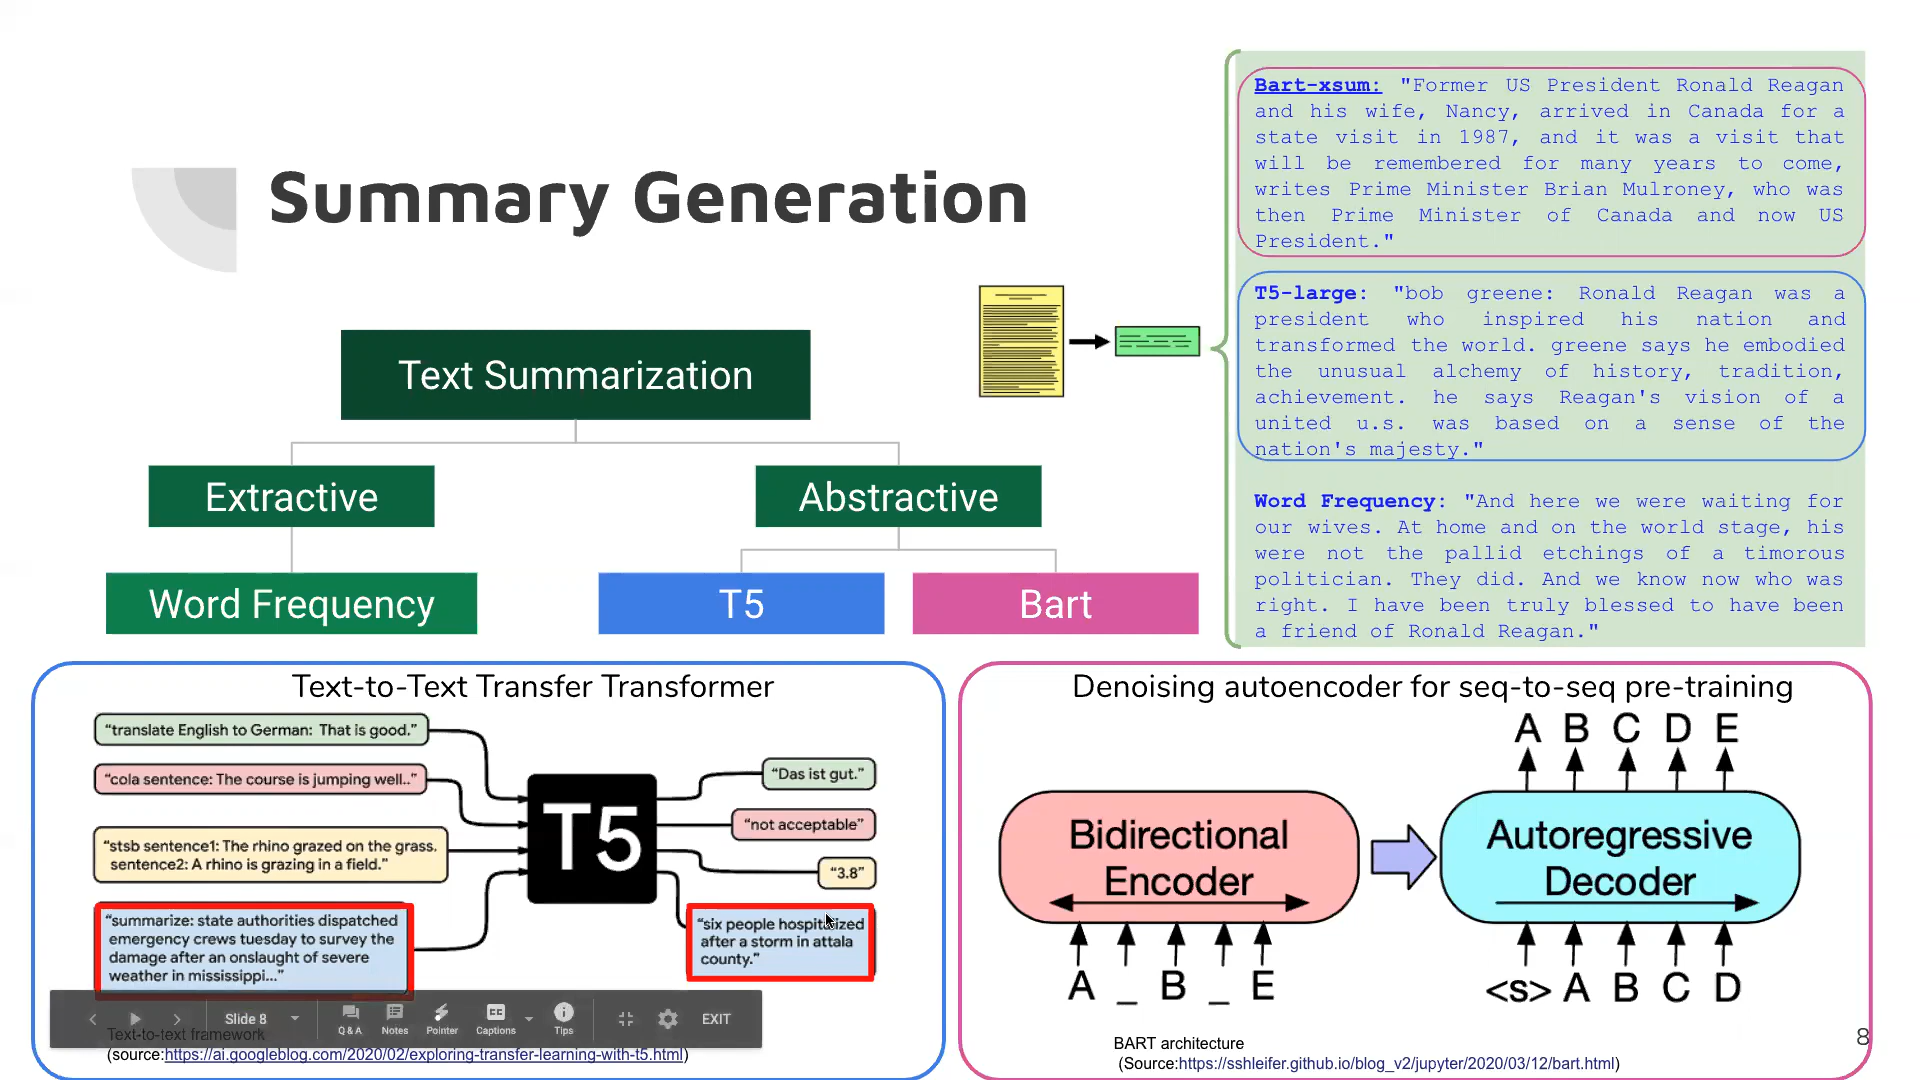 Summary Generation
Text Summarization
Extractive
Abstractive
Word Frequency
T5
Bart
Bart-xsum: "Former US President Ronald Reagan
and his wife, Nancy, arrived in Canada for a
state visit in 1987, and it was a visit that
will be remembered for many years to come,
writes Prime Minister Brian Mulroney, who was
then Prime Minister of Canada and now US
President."
T5-large: "bob greene: Ronald Reagan was a
president who inspired his nation and
transformed the world. greene says he embodied
the unusual alchemy of history, tradition,
achievement. he says Reagan's vision of a
united u.s. was based on a sense of the
nation's majesty."
Word Frequency: "And here we were waiting for
our wives. At home and on the world stage, his
were not the pallid etchings of a timorous
politician. They did. And we know now who was
right. I have been truly blessed to have been
a friend of Ronald Reagan."
Text-to-Text Transfer Transformer
"translate English to German: That is good."
"cola sentence: The course is jumping well.."
"stsb sentence1: The rhino grazed on the grass.
sentence2: A rhino is grazing in a field."
"summarize: state authorities dispatched
emergency crews tuesday to survey the
damage after an onslaught of severe
weather in mississippi..."
T5
"Das ist gut."
"not acceptable"
"3.8"
"six people hospitalized
after a storm in attala
county."
Slide 8
Q & A
Notes
Pointer
Captions
Tips
EXIT
Text-to-text framework
(source:https://ai.googleblog.com/2020/02/exploring-transfer-learning-with-t5.html)
Denoising autoencoder for seq-to-seq pre-training
A B C D E
Bidirectional
Encoder
Autoregressive
Decoder
A _ B _ E
<s> A B C D
BART architecture
(Source:https://sshleifer.github.io/blog_v2/jupyter/2020/03/12/bart.html)
8